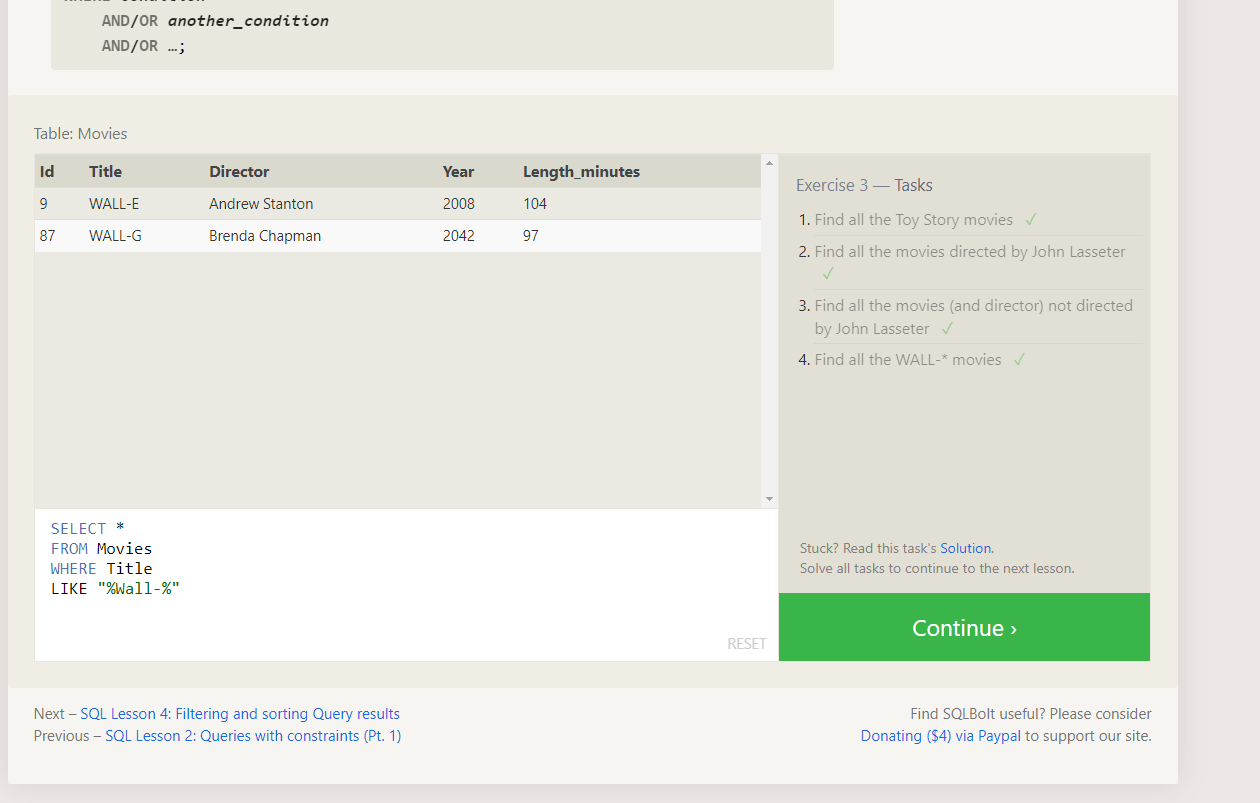 AND/OR another_condition
AND/OR …;
Table: Movies
Id Title Director Year Length_minutes
9 WALL-E Andrew Stanton 2008 104
87 WALL-G Brenda Chapman 2042 97
Exercise 3 — Tasks
1. Find all the Toy Story movies ✓
2. Find all the movies directed by John Lasseter
✓
3. Find all the movies (and director) not directed
by John Lasseter ✓
4. Find all the WALL-* movies ✓
SELECT *
FROM Movies
WHERE Title
LIKE "%Wall-%"
RESET
Stuck? Read this task's Solution.
Solve all tasks to continue to the next lesson.
Continue ›
Next – SQL Lesson 4: Filtering and sorting Query results
Previous – SQL Lesson 2: Queries with constraints (Pt. 1)
Find SQLBolt useful? Please consider
Donating ($4) via Paypal to support our site.